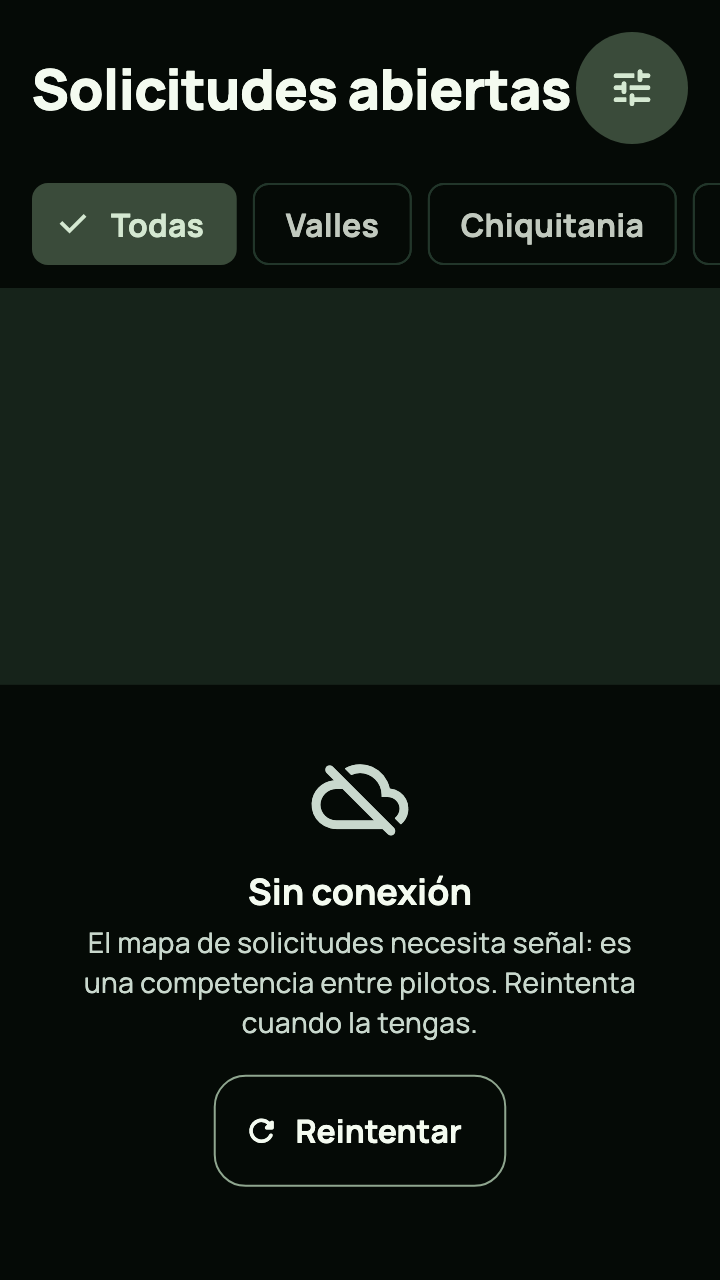 Solicitudes abiertas
Todas
Valles
Chiquitania
Sin conexión
El mapa de solicitudes necesita señal: es
una competencia entre pilotos. Reintenta
cuando la tengas.
Reintentar